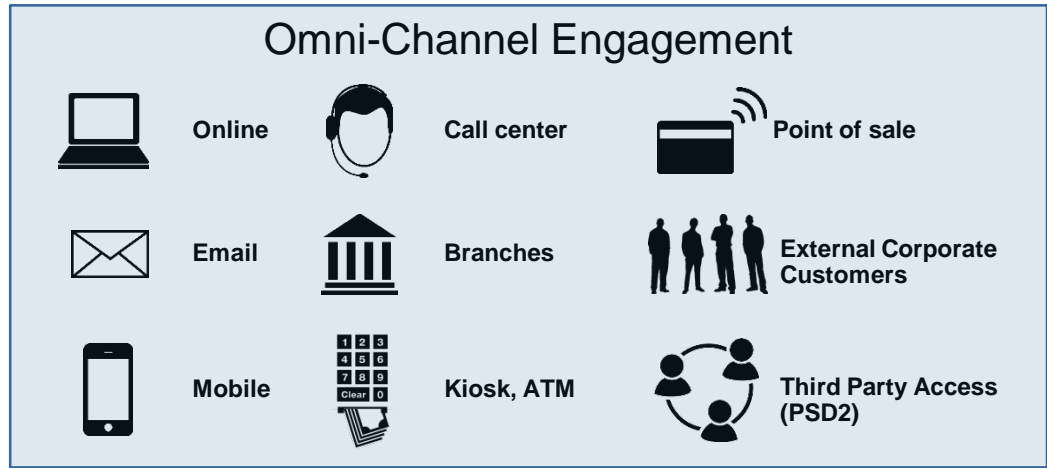 Omni-Channel Engagement
Online
Call center
Point of sale
Email
Branches
External Corporate
Customers
Mobile
1 2 3
4 5 6
7 8 9
Clear 0
Kiosk, ATM
Third Party Access
(PSD2)